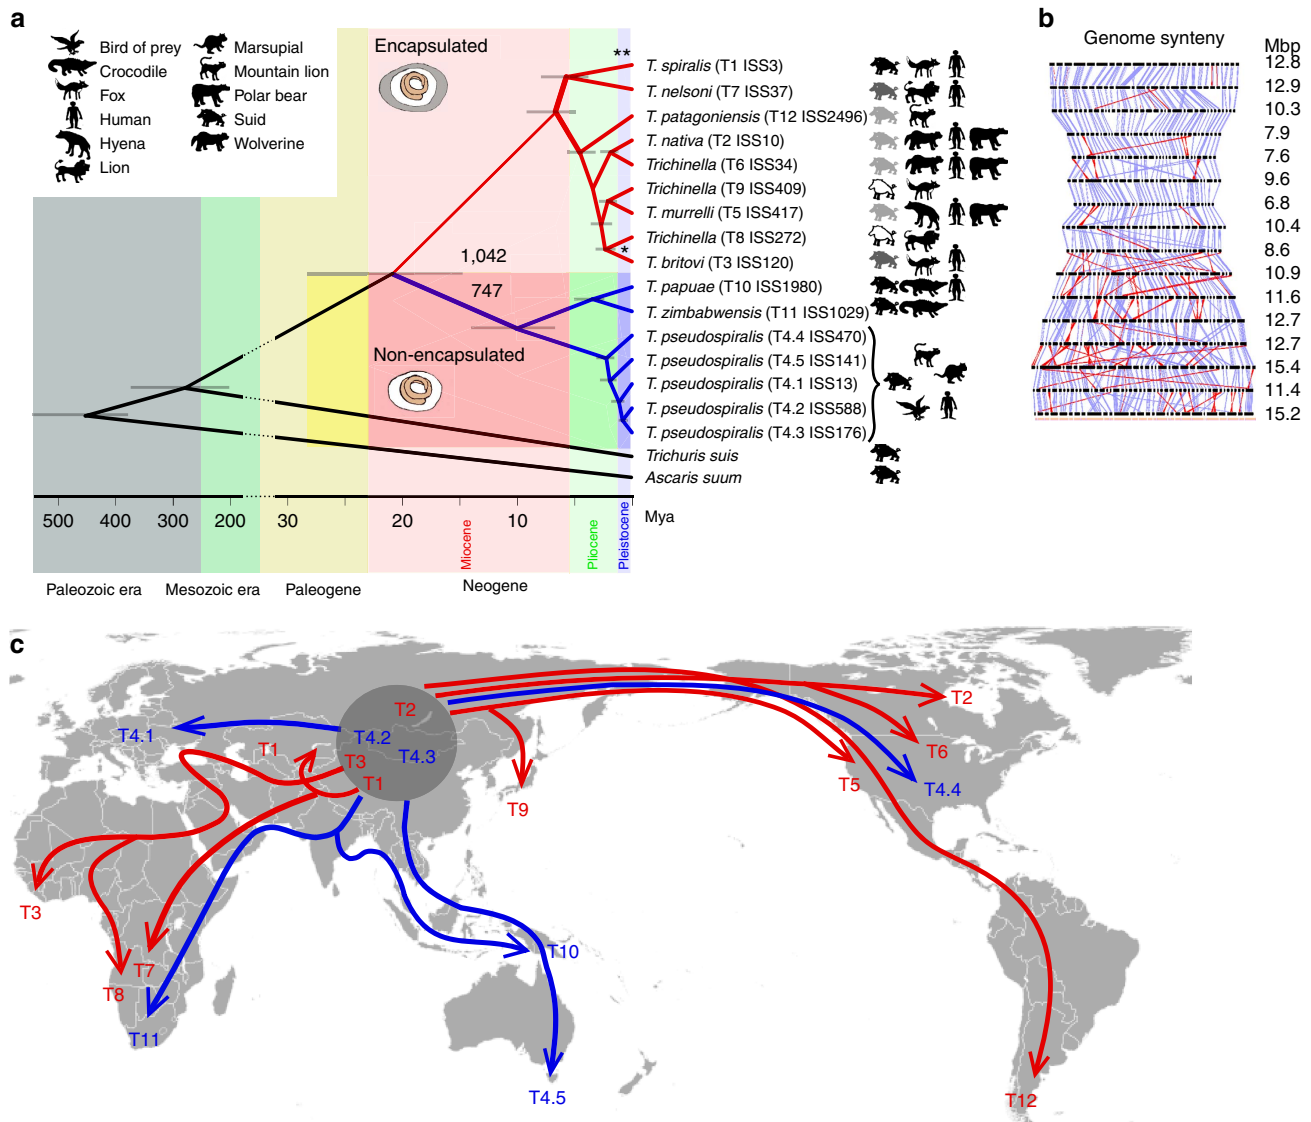 a
Bird of prey
Crocodile
Fox
Human
Hyena
Lion
Marsupial
Mountain lion
Polar bear
Suid
Wolverine
Encapsulated
Non-encapsulated
1,042
747
**
*
T. spiralis (T1 ISS3)
T. nelsoni (T7 ISS37)
T. patagoniensis (T12 ISS2496)
T. nativa (T2 ISS10)
Trichinella (T6 ISS34)
Trichinella (T9 ISS409)
T. murrelli (T5 ISS417)
Trichinella (T8 ISS272)
T. britovi (T3 ISS120)
T. papuae (T10 ISS1980)
T. zimbabwensis (T11 ISS1029)
T. pseudospiralis (T4.4 ISS470)
T. pseudospiralis (T4.5 ISS141)
T. pseudospiralis (T4.1 ISS13)
T. pseudospiralis (T4.2 ISS588)
T. pseudospiralis (T4.3 ISS176)
Trichuris suis
Ascaris suum
500 400 300 200 30 20 10 Mya
Miocene
Pliocene
Pleistocene
Paleozoic era Mesozoic era Paleogene Neogene
b
Genome synteny
Mbp
12.8
12.9
10.3
7.9
7.6
9.6
6.8
10.4
8.6
10.9
11.6
12.7
12.7
15.4
11.4
15.2
c
T2
T4.2
T4.3
T3
T1
T4.1
T1
T9
T2
T6
T5
T4.4
T3
T7
T8
T11
T10
T4.5
T12